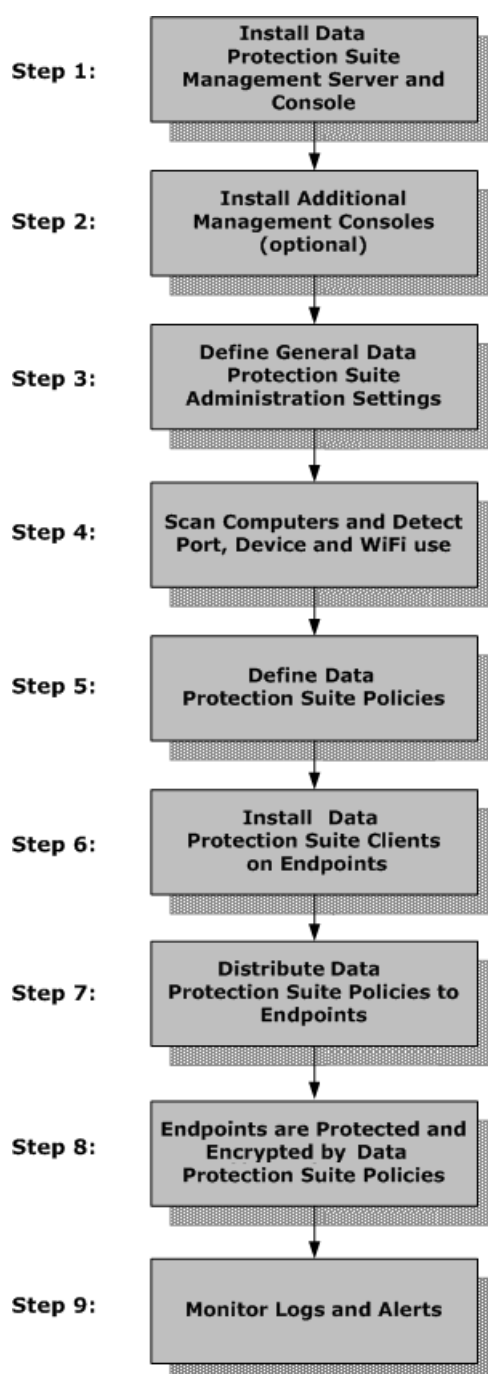 Step 1:
Install Data
Protection Suite
Management Server and
Console
Step 2:
Install Additional
Management Consoles
(optional)
Step 3:
Define General Data
Protection Suite
Administration Settings
Step 4:
Scan Computers and Detect
Port, Device and WiFi use
Step 5:
Define Data
Protection Suite Policies
Step 6:
Install Data
Protection Suite Clients
on Endpoints
Step 7:
Distribute Data
Protection Suite Policies to
Endpoints
Step 8:
Endpoints are Protected and
Encrypted by Data
Protection Suite Policies
Step 9:
Monitor Logs and Alerts